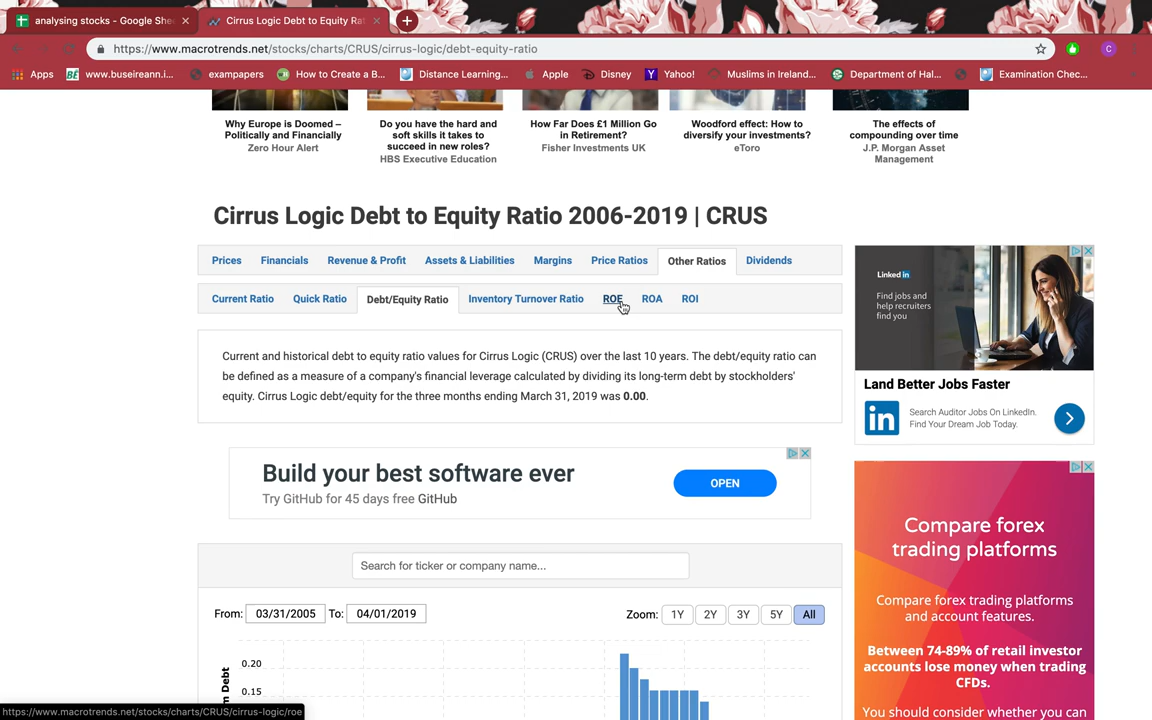 analysing stocks - Google She
Cirrus Logic Debt to Equity Rat
https://www.macrotrends.net/stocks/charts/CRUS/cirrus-logic/debt-equity-ratio
C
Apps
BÉ www.buseireann.i...
exampapers
How to Create a B...
Distance Learning...
Apple
Disney
Yahoo!
Muslims in Ireland...
Department of Hal...
Examination Chec...
Why Europe is Doomed –
Politically and Financially
Zero Hour Alert
Do you have the hard and
soft skills it takes to
succeed in new roles?
HBS Executive Education
How Far Does £1 Million Go
in Retirement?
Fisher Investments UK
Woodford effect: How to
diversify your investments?
eToro
The effects of
compounding over time
J.P. Morgan Asset
Management
Cirrus Logic Debt to Equity Ratio 2006-2019 | CRUS
Prices Financials Revenue & Profit Assets & Liabilities Margins Price Ratios Other Ratios Dividends
Current Ratio Quick Ratio Debt/Equity Ratio Inventory Turnover Ratio ROE ROA ROI
Current and historical debt to equity ratio values for Cirrus Logic (CRUS) over the last 10 years. The debt/equity ratio can
be defined as a measure of a company's financial leverage calculated by dividing its long-term debt by stockholders'
equity. Cirrus Logic debt/equity for the three months ending March 31, 2019 was 0.00.
Build your best software ever
Try GitHub for 45 days free GitHub
OPEN
Search for ticker or company name...
From: 03/31/2005 To: 04/01/2019
Zoom: 1Y 2Y 3Y 5Y All
0.20
0.15
m Debt
Linked in
Find jobs and
help recruiters
find you
Land Better Jobs Faster
in
Search Auditor Jobs On LinkedIn.
Find Your Dream Job Today.
Compare forex
trading platforms
Compare forex trading platforms
and account features.
Between 74-89% of retail investor
accounts lose money when trading
CFDs.
You should consider whether you can
https://www.macrotrends.net/stocks/charts/CRUS/cirrus-logic/roe